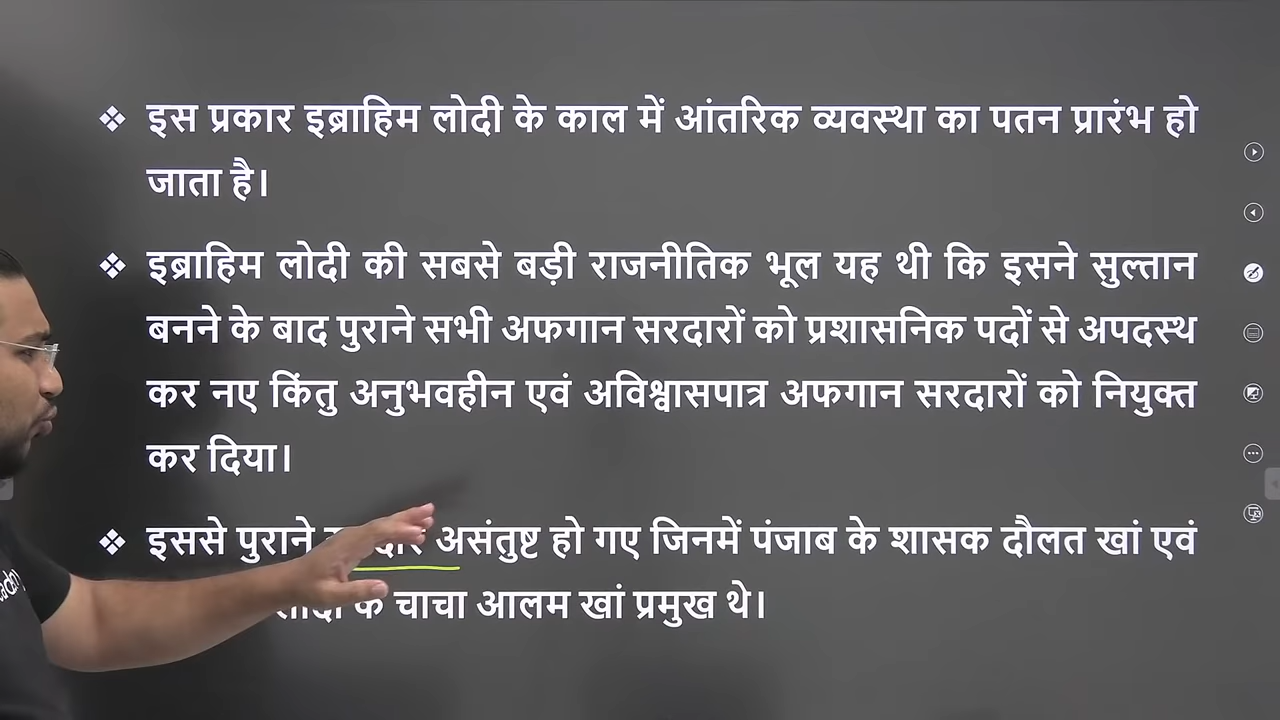 ❖ इस प्रकार इब्राहिम लोदी के काल में आंतरिक व्यवस्था का पतन प्रारंभ हो
जाता है।
❖ इब्राहिम लोदी की सबसे बड़ी राजनीतिक भूल यह थी कि इसने सुल्तान
बनने के बाद पुराने सभी अफगान सरदारों को प्रशासनिक पदों से अपदस्थ
कर नए किंतु अनुभवहीन एवं अविश्वासपात्र अफगान सरदारों को नियुक्त
कर दिया।
❖ इससे पुराने असंतुष्ट हो गए जिनमें पंजाब के शासक दौलत खां एवं
लोदी के चाचा आलम खां प्रमुख थे।